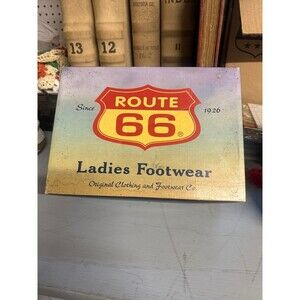 13
12
Since
ROUTE
66®
1926
Ladies Footwear
Original Clothing and Footwear Co